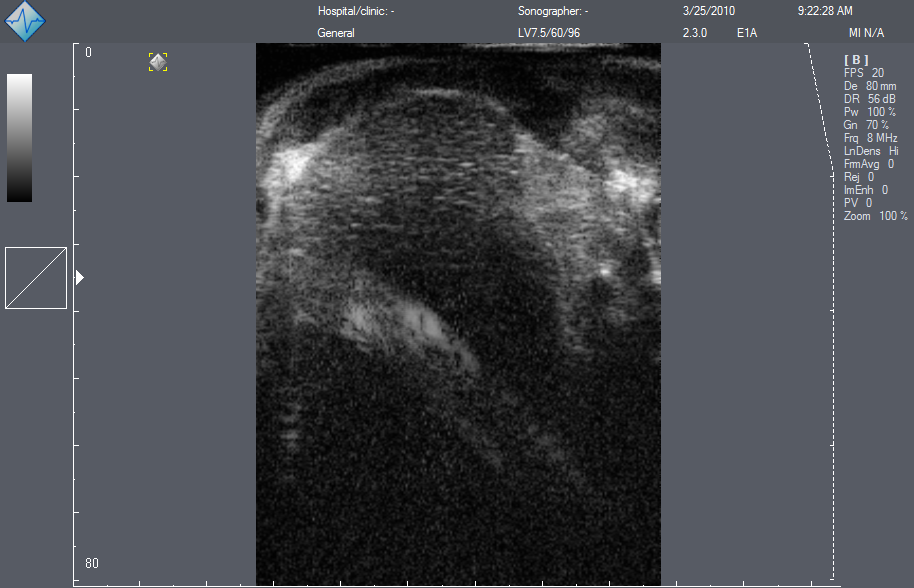 Hospital/clinic: - Sonographer: - 3/25/2010 9:22:28 AM
General LV7.5/60/96 2.3.0 E1A MI N/A
0
[ B ]
FPS 20
De 80 mm
DR 56 dB
Pw 100 %
Gn 70 %
Frq 8 MHz
LnDens Hi
FrmAvg 0
Rej 0
ImEnh 0
PV 0
Zoom 100 %
80